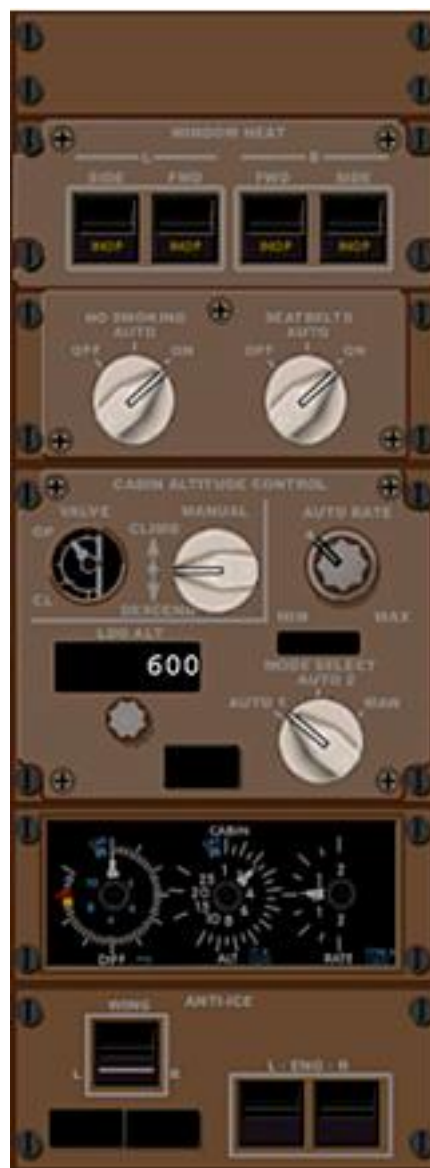 WINDOW HEAT
L R
SIDE FWD FWD SIDE
INOP INOP INOP INOP
NO SMOKING SEATBELTS
AUTO AUTO
OFF ON OFF ON
CABIN ALTITUDE CONTROL
VALVE MANUAL AUTO RATE
OP CLIMB
CL DESCEND
LDG ALT MIN MAX
600
MODE SELECT
AUTO 2
AUTO 1 MAN
CABIN
DIFF ALT RATE
ANTI-ICE
WING
L R
L - ENG - R